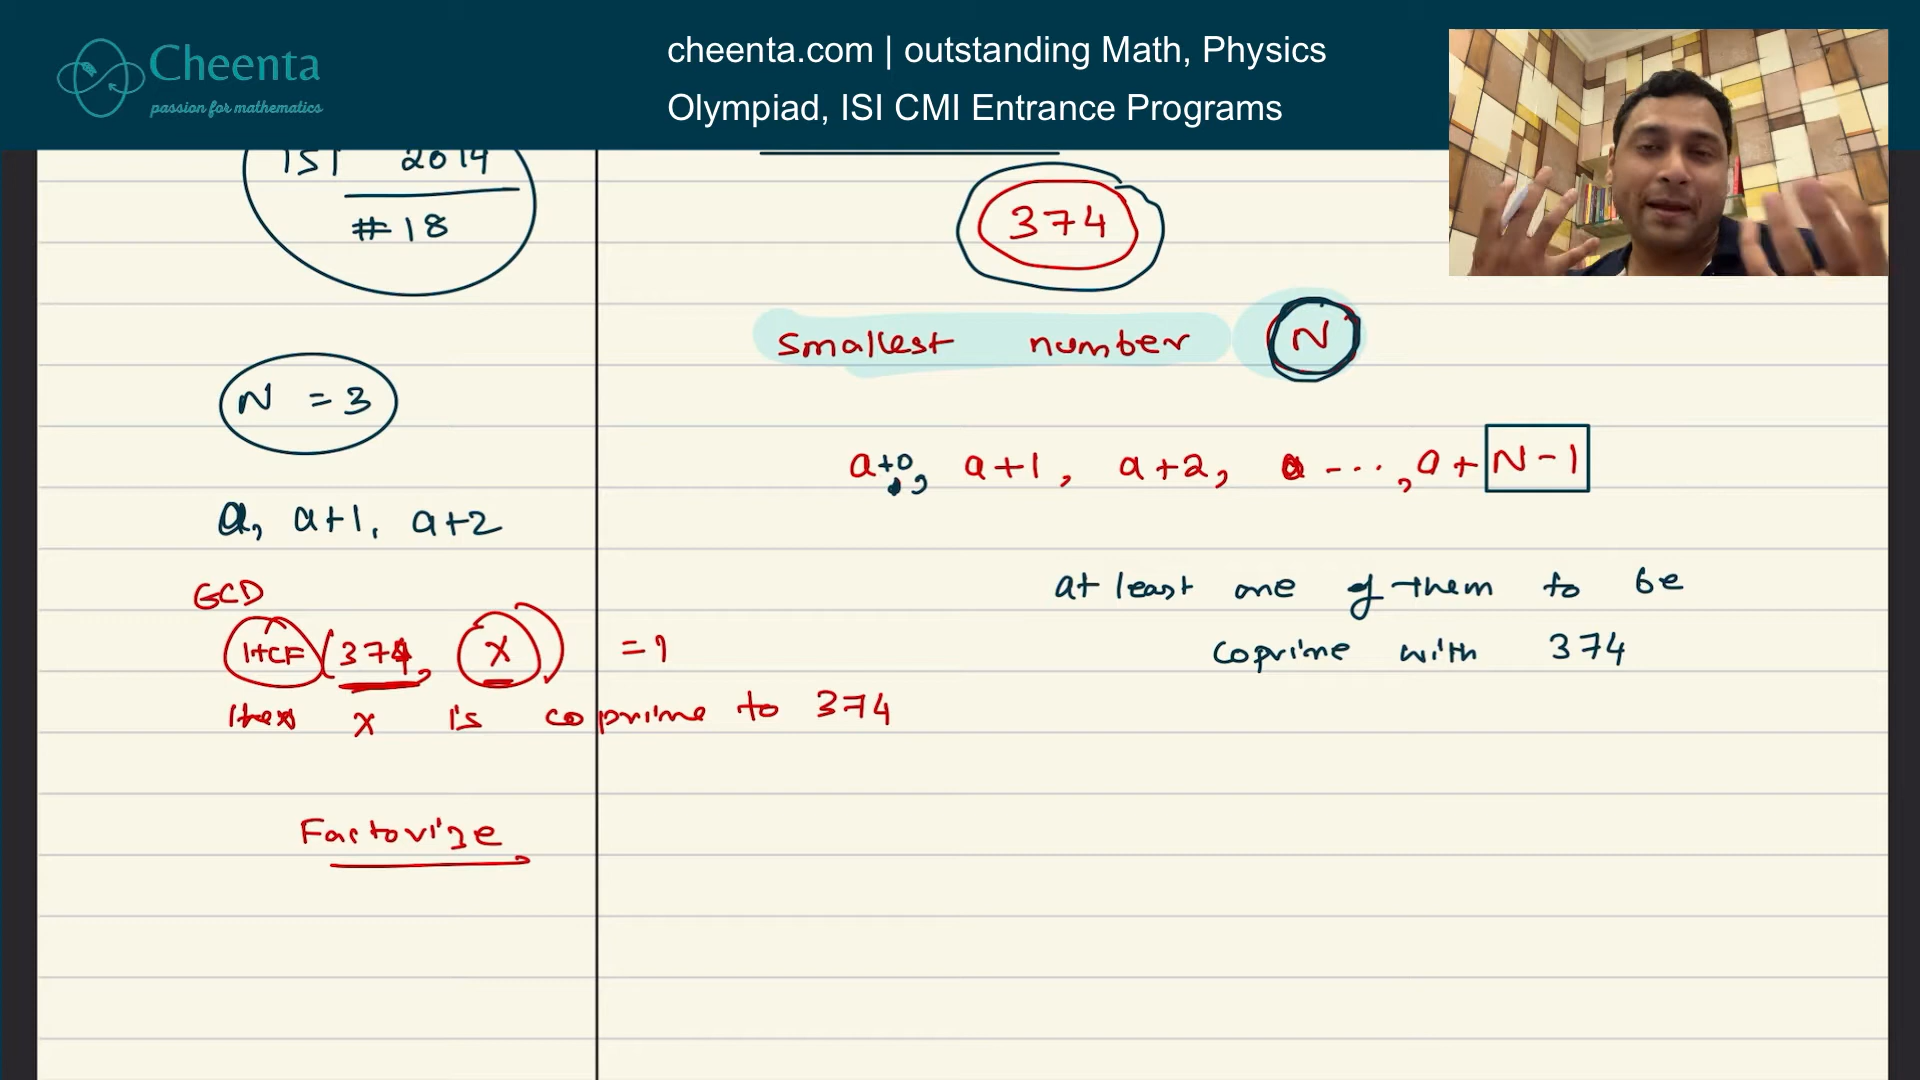 Cheenta
passion for mathematics
cheenta.com | outstanding Math, Physics
Olympiad, ISI CMI Entrance Programs
ISI 2014
#18
N = 3
a, a+1, a+2
GCD
HCF (374, x) = 1
then x is coprime to 374
Factorize
374
Smallest number N
a+0, a+1, a+2, ..., a+ N-1
at least one of them to be
coprime with 374